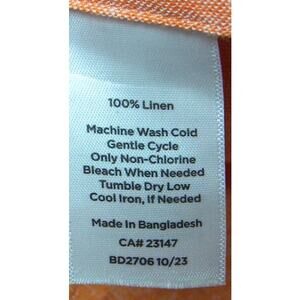 100% Linen
Machine Wash Cold
Gentle Cycle
Only Non-Chlorine
Bleach When Needed
Tumble Dry Low
Cool Iron, If Needed
Made In Bangladesh
CA# 23147
BD2706 10/23